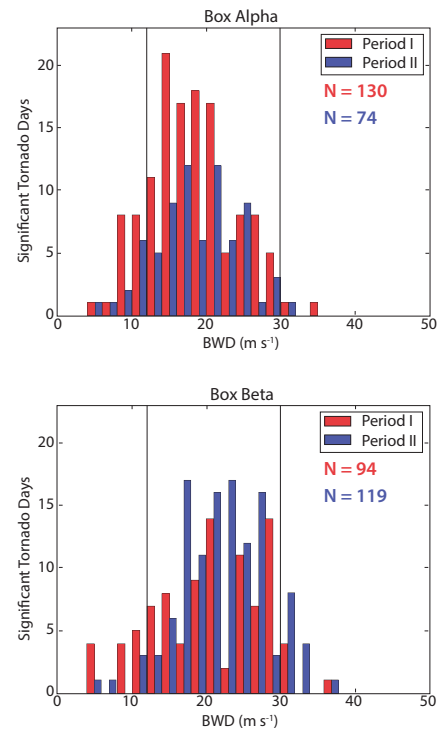 Box Alpha
Significant Tornado Days
20
15
10
5
0
Period I
Period II
N = 130
N = 74
0 10 20 30 40 50
BWD (m s⁻¹)
Box Beta
Significant Tornado Days
20
15
10
5
0
Period I
Period II
N = 94
N = 119
0 10 20 30 40 50
BWD (m s⁻¹)